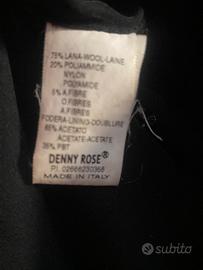 75% LANA-WOOL-LAINE
20% POLIAMMIDE
NYLON
POLYAMIDE
5% A.FIBRE
O.FIBRES
A.FIBRES
FODERA-LINING-DOUBLURE
65% ACETATO
ACETATE-ACETATE
35% PBT
DENNY ROSE®
P.I. 02666230368
MADE IN ITALY
subito